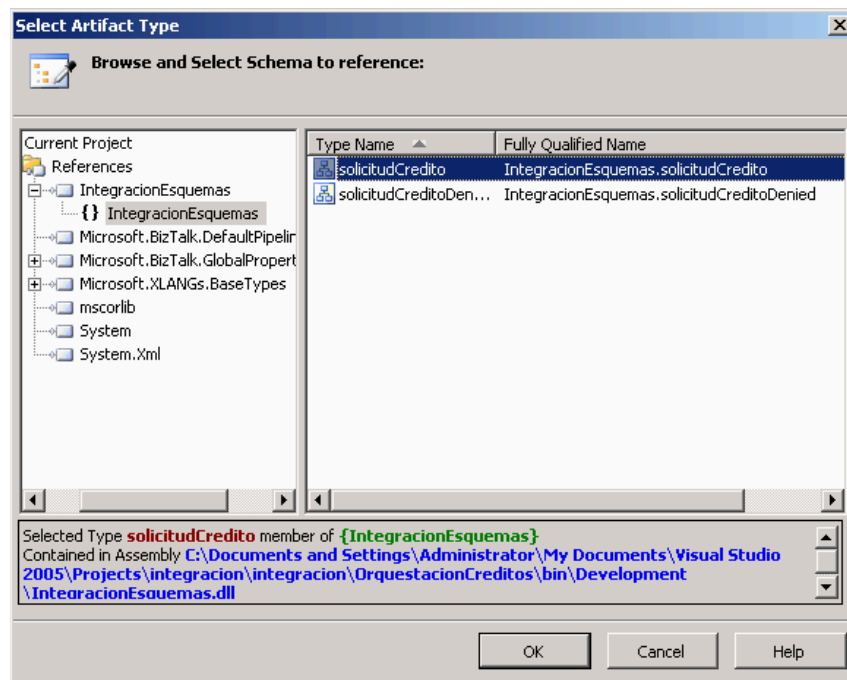 Select Artifact Type
Browse and Select Schema to reference:
Current Project
References
IntegracionEsquemas
{} IntegracionEsquemas
Microsoft.BizTalk.DefaultPipelin
Microsoft.BizTalk.GlobalPropert
Microsoft.XLANGs.BaseTypes
mscorlib
System
System.Xml
Type Name Fully Qualified Name
solicitudCredito IntegracionEsquemas.solicitudCredito
solicitudCreditoDen... IntegracionEsquemas.solicitudCreditoDenied
Selected Type solicitudCredito member of {IntegracionEsquemas}
Contained in Assembly C:\Documents and Settings\Administrator\My Documents\Visual Studio
2005\Projects\integracion\integracion\OrquestacionCreditos\bin\Development
\IntegracionEsquemas.dll
OK Cancel Help